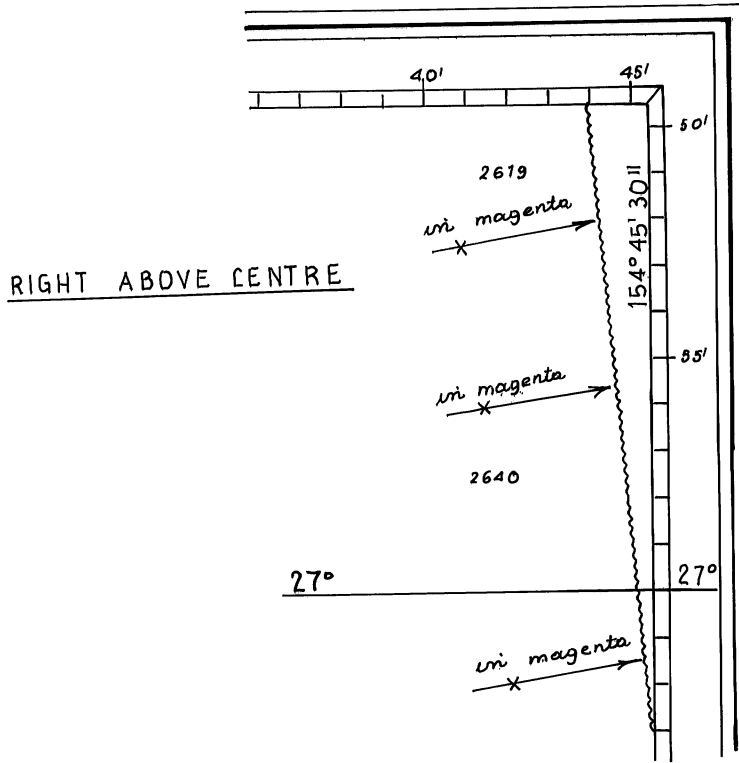 40' 45'
50'
2619
in magenta
154° 45' 30"
RIGHT ABOVE CENTRE
55'
in magenta
2640
27° 27°
in magenta